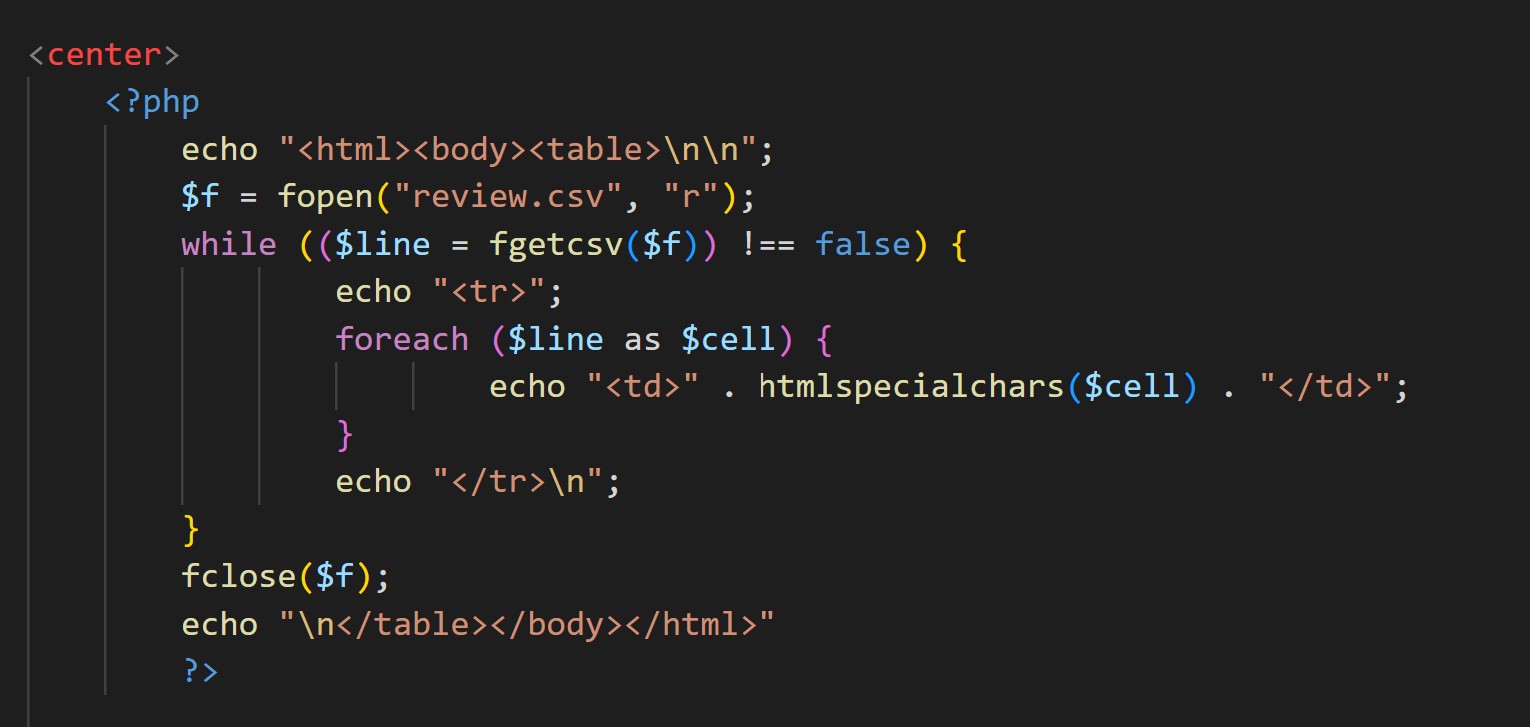 <center>
<?php
echo "<html><body><table>\n\n";
$f = fopen("review.csv", "r");
while (($line = fgetcsv($f)) !== false) {
echo "<tr>";
foreach ($line as $cell) {
echo "<td>" . htmlspecialchars($cell) . "</td>";
}
echo "</tr>\n";
}
fclose($f);
echo "\n</table></body></html>"
?>